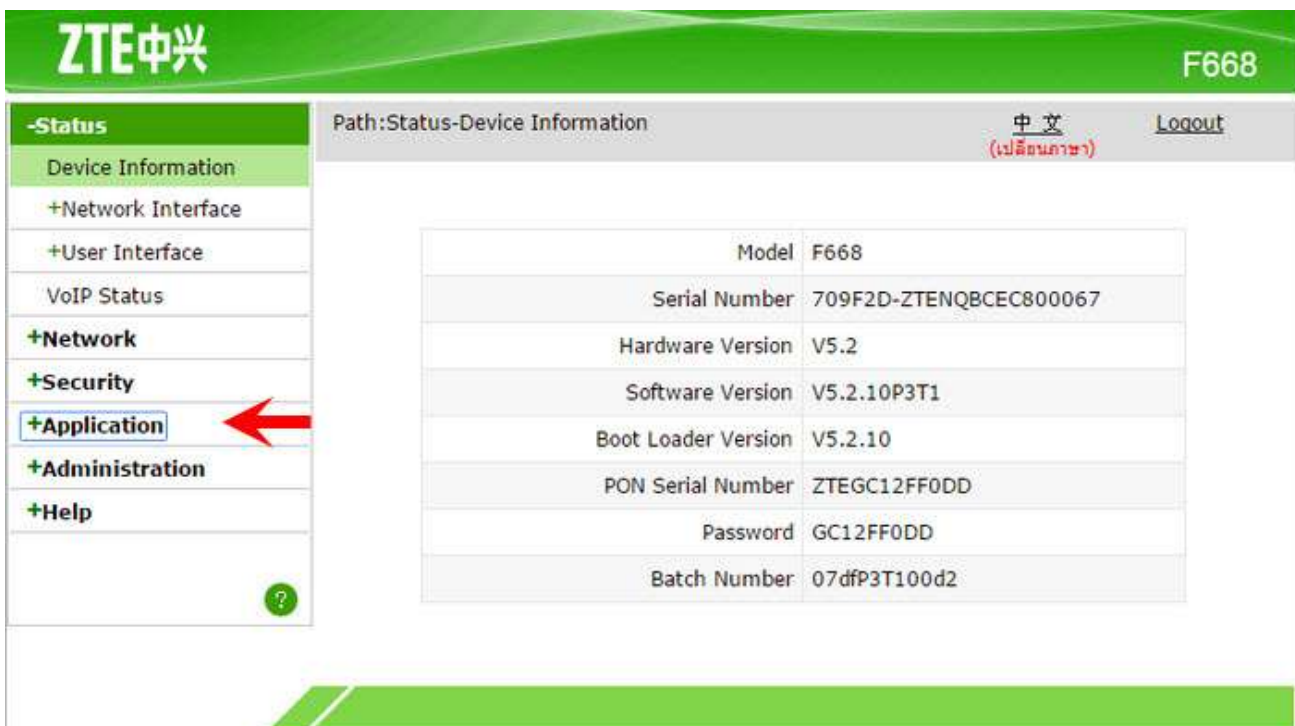 ZTE中兴
F668
-Status
Path:Status-Device Information
中 文
Logout
(เปลี่ยนภาษา)
Device Information
+Network Interface
+User Interface
VoIP Status
+Network
+Security
+Application
+Administration
+Help
?
Model F668
Serial Number 709F2D-ZTENQBCEC800067
Hardware Version V5.2
Software Version V5.2.10P3T1
Boot Loader Version V5.2.10
PON Serial Number ZTEGC12FF0DD
Password GC12FF0DD
Batch Number 07dfP3T100d2